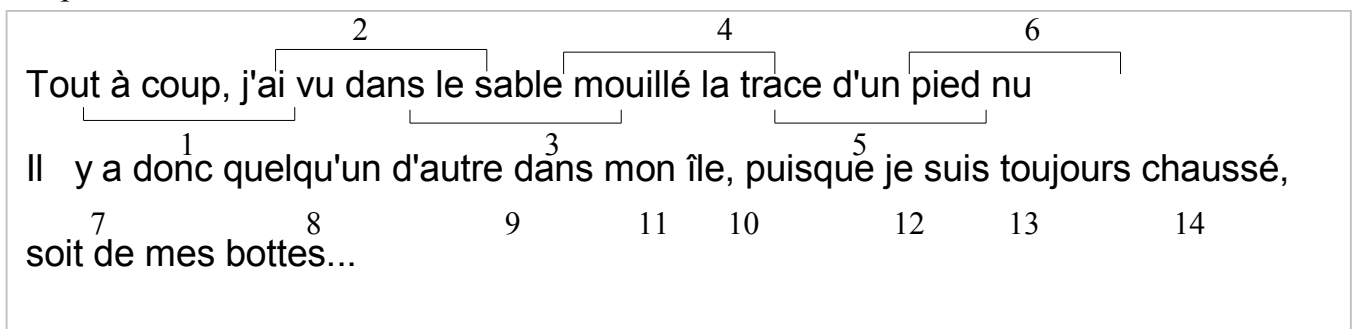 2 4 6
Tout à coup, j'ai vu dans le sable mouillé la trace d'un pied nu
1 3 5
Il y a donc quelqu'un d'autre dans mon île, puisque je suis toujours chaussé,
7 8 9 11 10 12 13 14
soit de mes bottes...